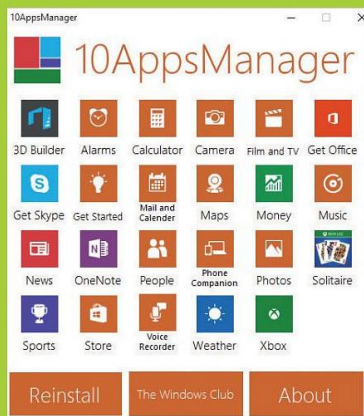 10AppsManager
10AppsManager
3D Builder Alarms Calculator Camera Film and TV Get Office
Get Skype Get Started Mail and Calender Maps Money Music
News OneNote People Phone Companion Photos Solitaire
Sports Store Voice Recorder Weather Xbox
Reinstall The Windows Club About